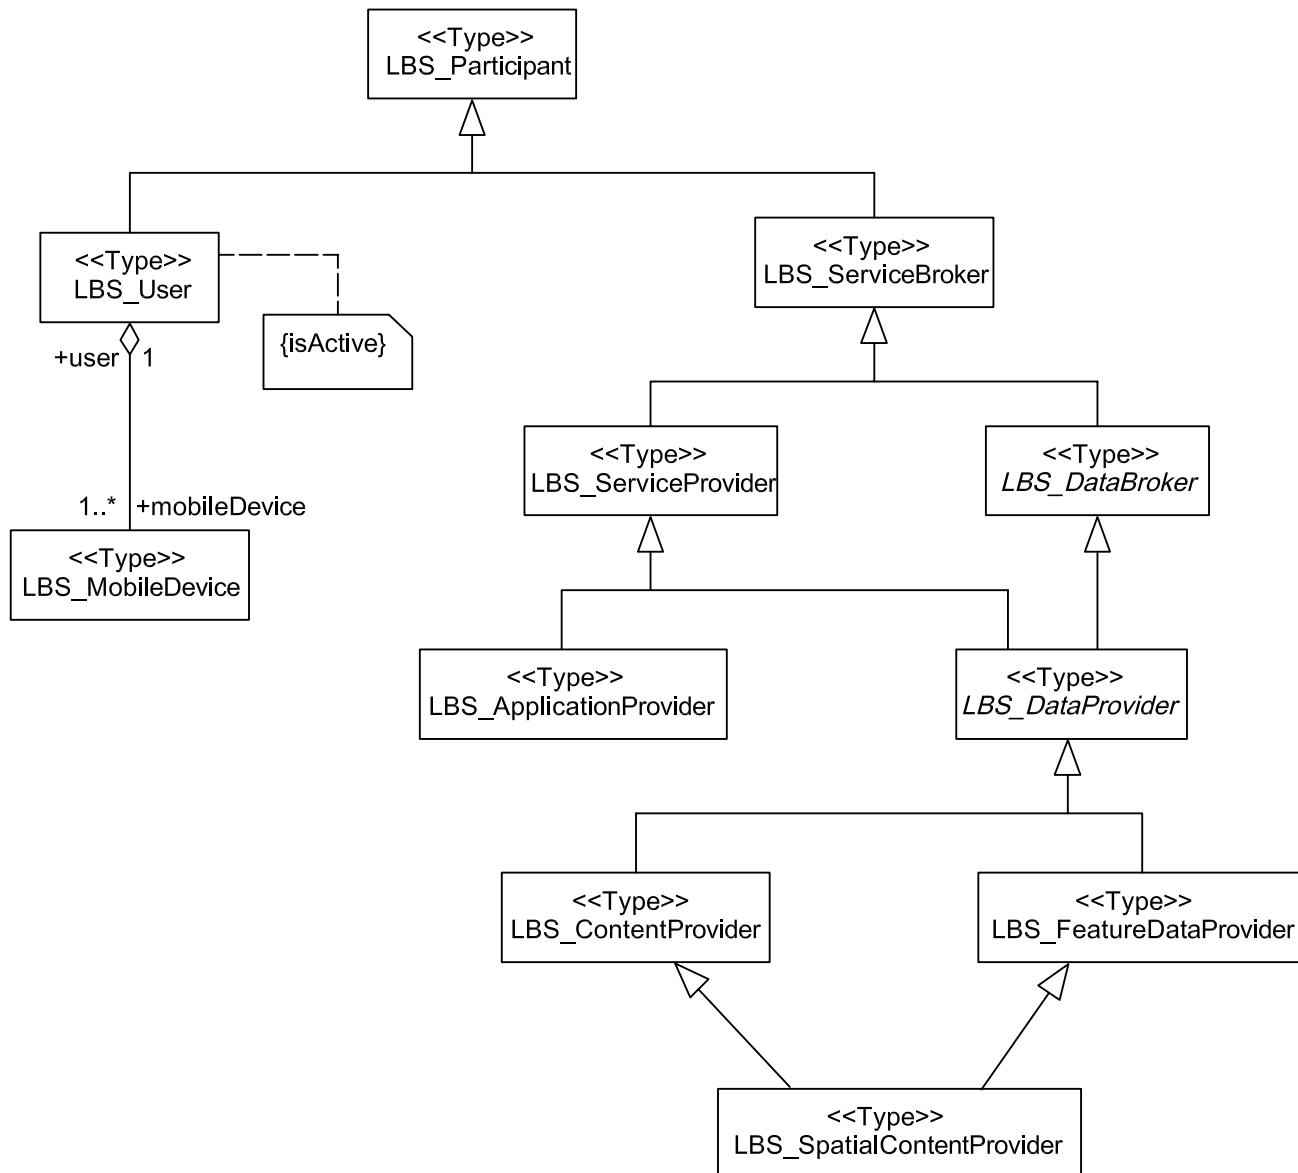 <<Type>>
LBS_Participant
<<Type>>
LBS_User
<<Type>>
LBS_ServiceBroker
{isActive}
+user 1
1..* +mobileDevice
<<Type>>
LBS_MobileDevice
<<Type>>
LBS_ServiceProvider
<<Type>>
LBS_DataBroker
<<Type>>
LBS_ApplicationProvider
<<Type>>
LBS_DataProvider
<<Type>>
LBS_ContentProvider
<<Type>>
LBS_FeatureDataProvider
<<Type>>
LBS_SpatialContentProvider